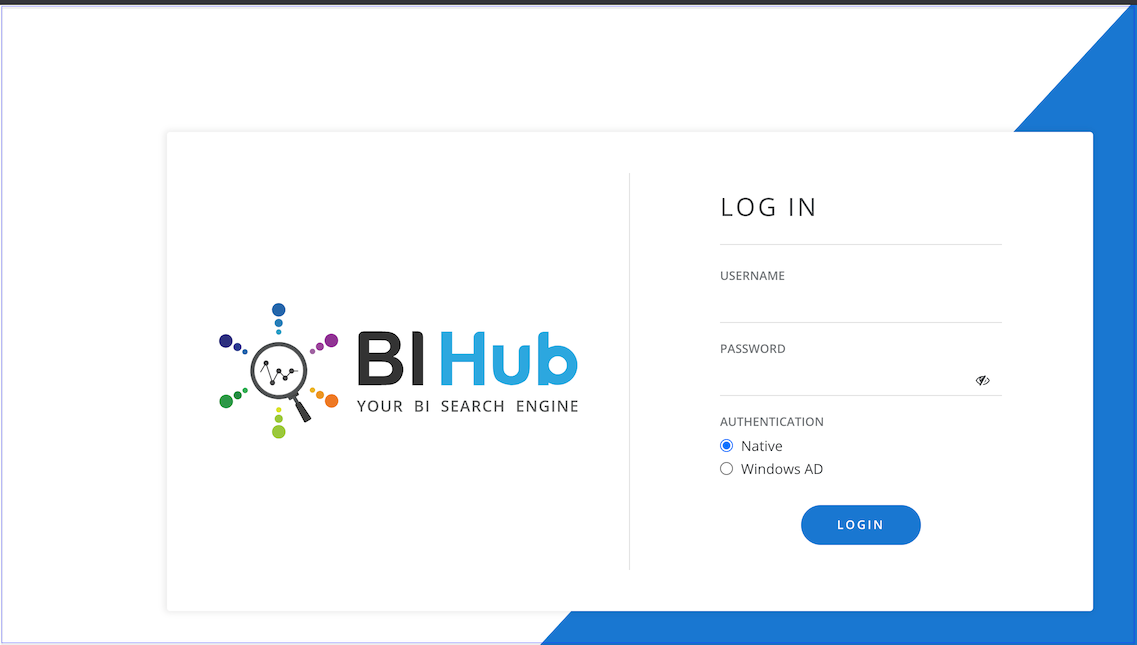 BI Hub
YOUR BI SEARCH ENGINE
LOG IN
USERNAME
PASSWORD
AUTHENTICATION
Native
Windows AD
LOGIN